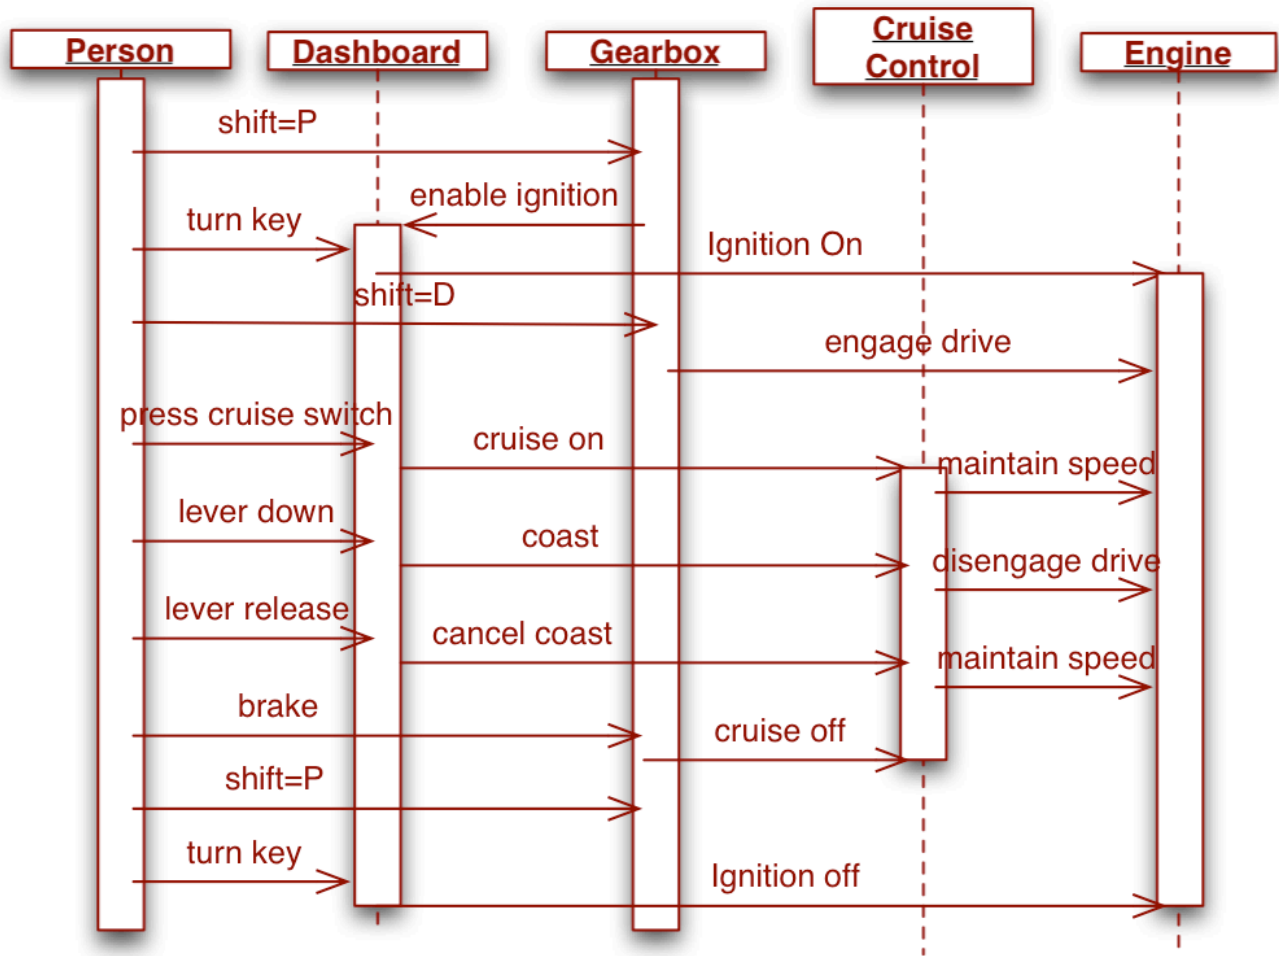 Person
Dashboard
Gearbox
Cruise
Control
Engine
shift=P
enable ignition
turn key
Ignition On
shift=D
engage drive
press cruise switch
cruise on
maintain speed
lever down
coast
disengage drive
lever release
cancel coast
maintain speed
brake
cruise off
shift=P
turn key
Ignition off